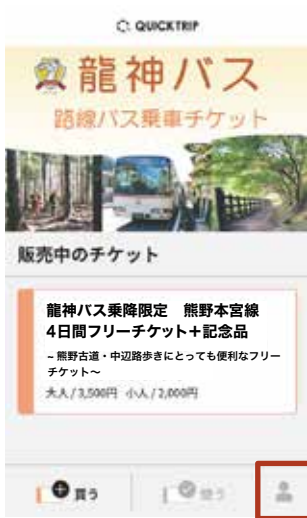 QUICKTRIP
龍神バス
路線バス乗車チケット
販売中のチケット
龍神バス乗降限定　熊野本宮線
4日間フリーチケット＋記念品
~熊野古道・中辺路歩きにとっても便利なフリー
チケット〜
大人/3,500円 小人/2,000円
買う 使う